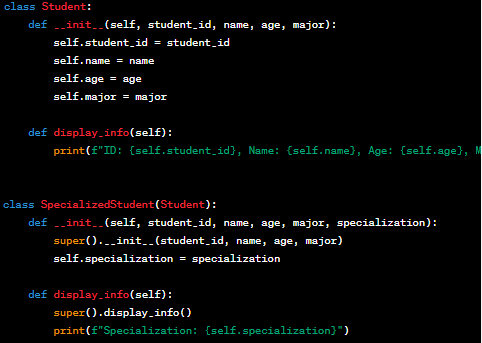 class Student:
    def __init__(self, student_id, name, age, major):
        self.student_id = student_id
        self.name = name
        self.age = age
        self.major = major
    def display_info(self):
        print(f"ID: {self.student_id}, Name: {self.name}, Age: {self.age}, M
class SpecializedStudent(Student):
    def __init__(self, student_id, name, age, major, specialization):
        super().__init__(student_id, name, age, major)
        self.specialization = specialization
    def display_info(self):
        super().display_info()
        print(f"Specialization: {self.specialization}")